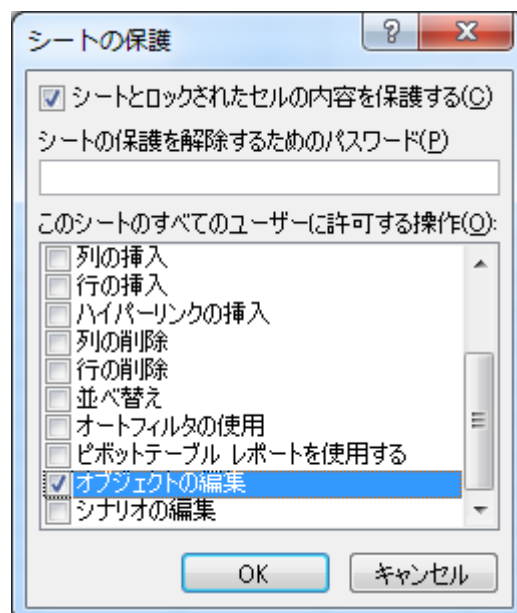 シートの保護
シートとロックされたセルの内容を保護する(C)
シートの保護を解除するためのパスワード(P)
このシートのすべてのユーザーに許可する操作(O):
列の挿入
行の挿入
ハイパーリンクの挿入
列の削除
行の削除
並べ替え
オートフィルタの使用
ピボットテーブル レポートを使用する
オブジェクトの編集
シナリオの編集
OK キャンセル